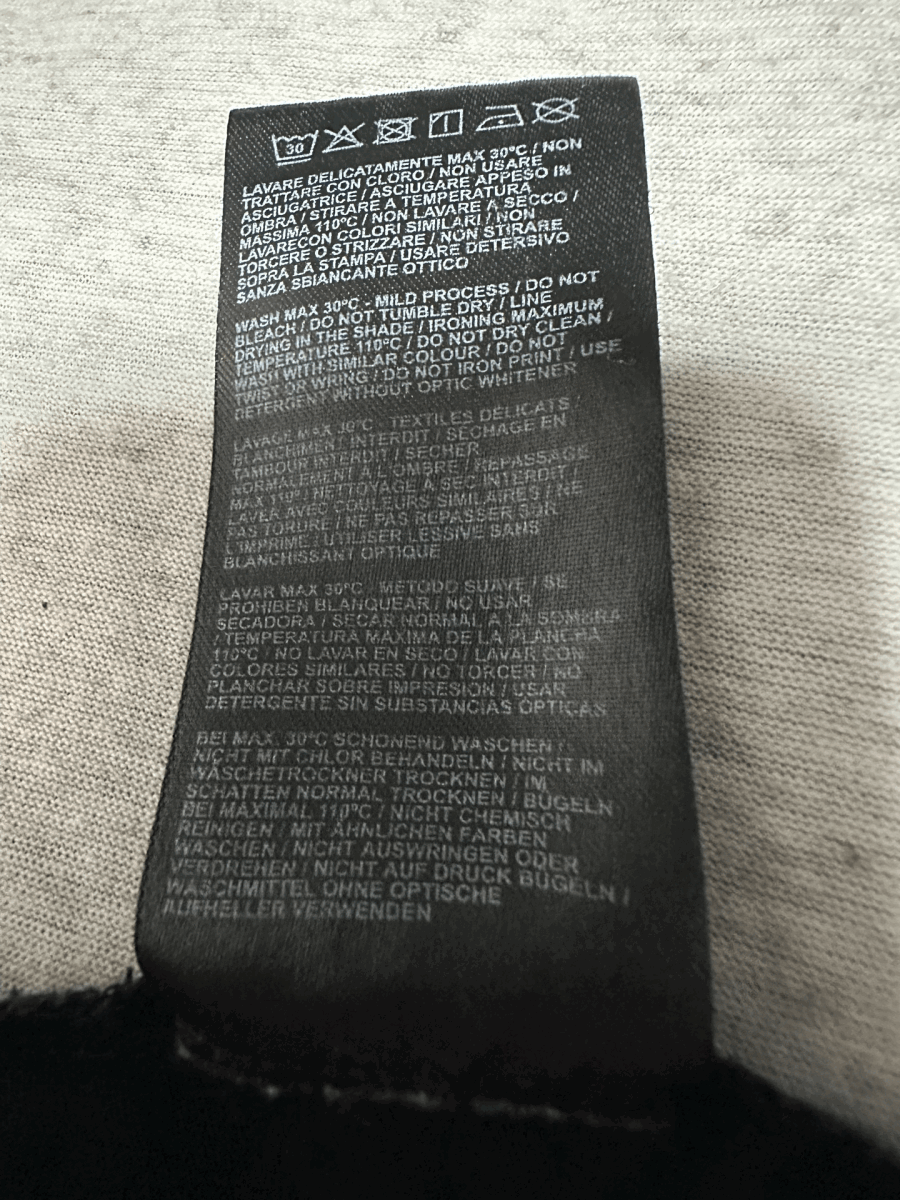 30
LAVARE DELICATAMENTE MAX 30°C / NON
TRATTARE CON CLORO / NON USARE
ASCIUGATRICE / ASCIUGARE APPESO IN
OMBRA / STIRARE A TEMPERATURA
MASSIMA 110°C / NON LAVARE A SECCO /
LAVARECON COLORI SIMILARI / NON
TORCERE O STRIZZARE / NON STIRARE
SOPRA LA STAMPA / USARE DETERSIVO
SANZA SBIANCANTE OTTICO
WASH MAX 30°C - MILD PROCESS / DO NOT
BLEACH / DO NOT TUMBLE DRY / LINE
DRYING IN THE SHADE / IRONING MAXIMUM
TEMPERATURE 110°C / DO NOT DRY CLEAN /
WASH WITH SIMILAR COLOUR / DO NOT
TWIST OR WRING / DO NOT IRON PRINT / USE
DETERGENT WITHOUT OPTIC WHITENER
LAVAGE MAX 30°C - TEXTILES DÉLICATS /
BLANCHIMENT INTERDIT / SÉCHAGE EN
TAMBOUR INTERDIT / SÉCHER
NORMALEMENT À L'OMBRE / REPASSAGE
MAX 110° / NETTOYAGE À SEC INTERDIT /
LAVER AVEC COULEURS SIMILAIRES / NE
PAS TORDRE / NE PAS REPASSER SUR
L'IMPRIMÉ / UTILISER LESSIVE SANS
BLANCHISSANT OPTIQUE
LAVAR MAX 30°C - MÉTODO SUAVE / SE
PROHIBEN BLANQUEAR / NO USAR
SECADORA / SECAR NORMAL A LA SOMBRA
/ TEMPERATURA MÁXIMA DE LA PLANCHA
110°C / NO LAVAR EN SECO / LAVAR CON
COLORES SIMILARES / NO TORCER / NO
PLANCHAR SOBRE IMPRESIÓN / USAR
DETERGENTE SIN SUBSTANCIAS ÓPTICAS
BEI MAX. 30°C SCHONEND WASCHEN /
NICHT MIT CHLOR BEHANDELN / NICHT IM
WÄSCHETROCKNER TROCKNEN / IM
SCHATTEN NORMAL TROCKNEN / BÜGELN
BEI MAXIMAL 110°C / NICHT CHEMISCH
REINIGEN / MIT ÄHNLICHEN FARBEN
WASCHEN / NICHT AUSWRINGEN ODER
VERDREHEN / NICHT AUF DRUCK BÜGELN /
WASCHMITTEL OHNE OPTISCHE
AUFHELLER VERWENDEN